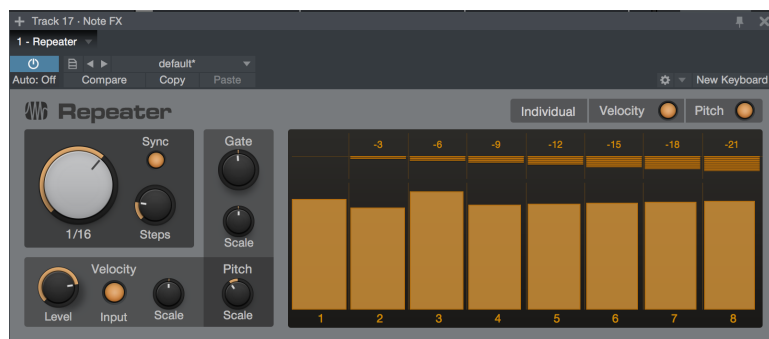 Track 17 · Note FX
1 - Repeater
default*
Auto: Off Compare Copy Paste New Keyboard
Repeater Individual Velocity Pitch
Sync Gate -3 -6 -9 -12 -15 -18 -21
1/16 Steps Scale
Velocity Pitch
Level Input Scale Scale 1 2 3 4 5 6 7 8